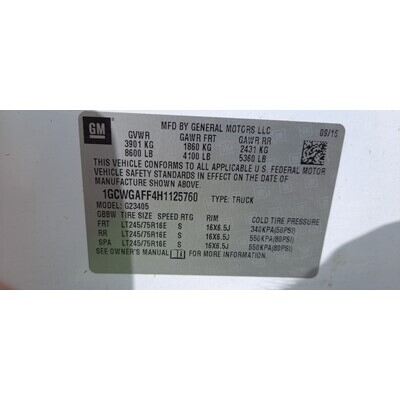 GM
MFD BY GENERAL MOTORS LLC 09/16
GVWR GAWR FRT GAWR RR
3901 KG 1860 KG 2431 KG
8600 LB 4100 LB 5360 LB
THIS VEHICLE CONFORMS TO ALL APPLICABLE U.S. FEDERAL MOTOR
VEHICLE SAFETY STANDARDS IN EFFECT ON THE DATE OF
MANUFACTURE SHOWN ABOVE.
1GCWGAFF4H1125760 TYPE: TRUCK
MODEL: G23405
GBBW TIRE SIZE SPEED RTG RIM COLD TIRE PRESSURE
FRT LT245/75R16E S 16X6.5J 340KPA(50PSI)
RR LT245/75R16E S 16X6.5J 550KPA(80PSI)
SPA LT245/75R16E S 16X6.5J 550KPA(80PSI)
SEE OWNER'S MANUAL FOR MORE INFORMATION.